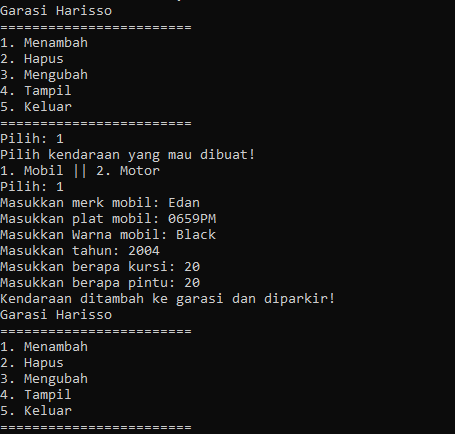 Garasi Harisso
========================
1. Menambah
2. Hapus
3. Mengubah
4. Tampil
5. Keluar
========================
Pilih: 1
Pilih kendaraan yang mau dibuat!
1. Mobil || 2. Motor
Pilih: 1
Masukkan merk mobil: Edan
Masukkan plat mobil: 0659PM
Masukkan Warna mobil: Black
Masukkan tahun: 2004
Masukkan berapa kursi: 20
Masukkan berapa pintu: 20
Kendaraan ditambah ke garasi dan diparkir!
Garasi Harisso
========================
1. Menambah
2. Hapus
3. Mengubah
4. Tampil
5. Keluar
========================